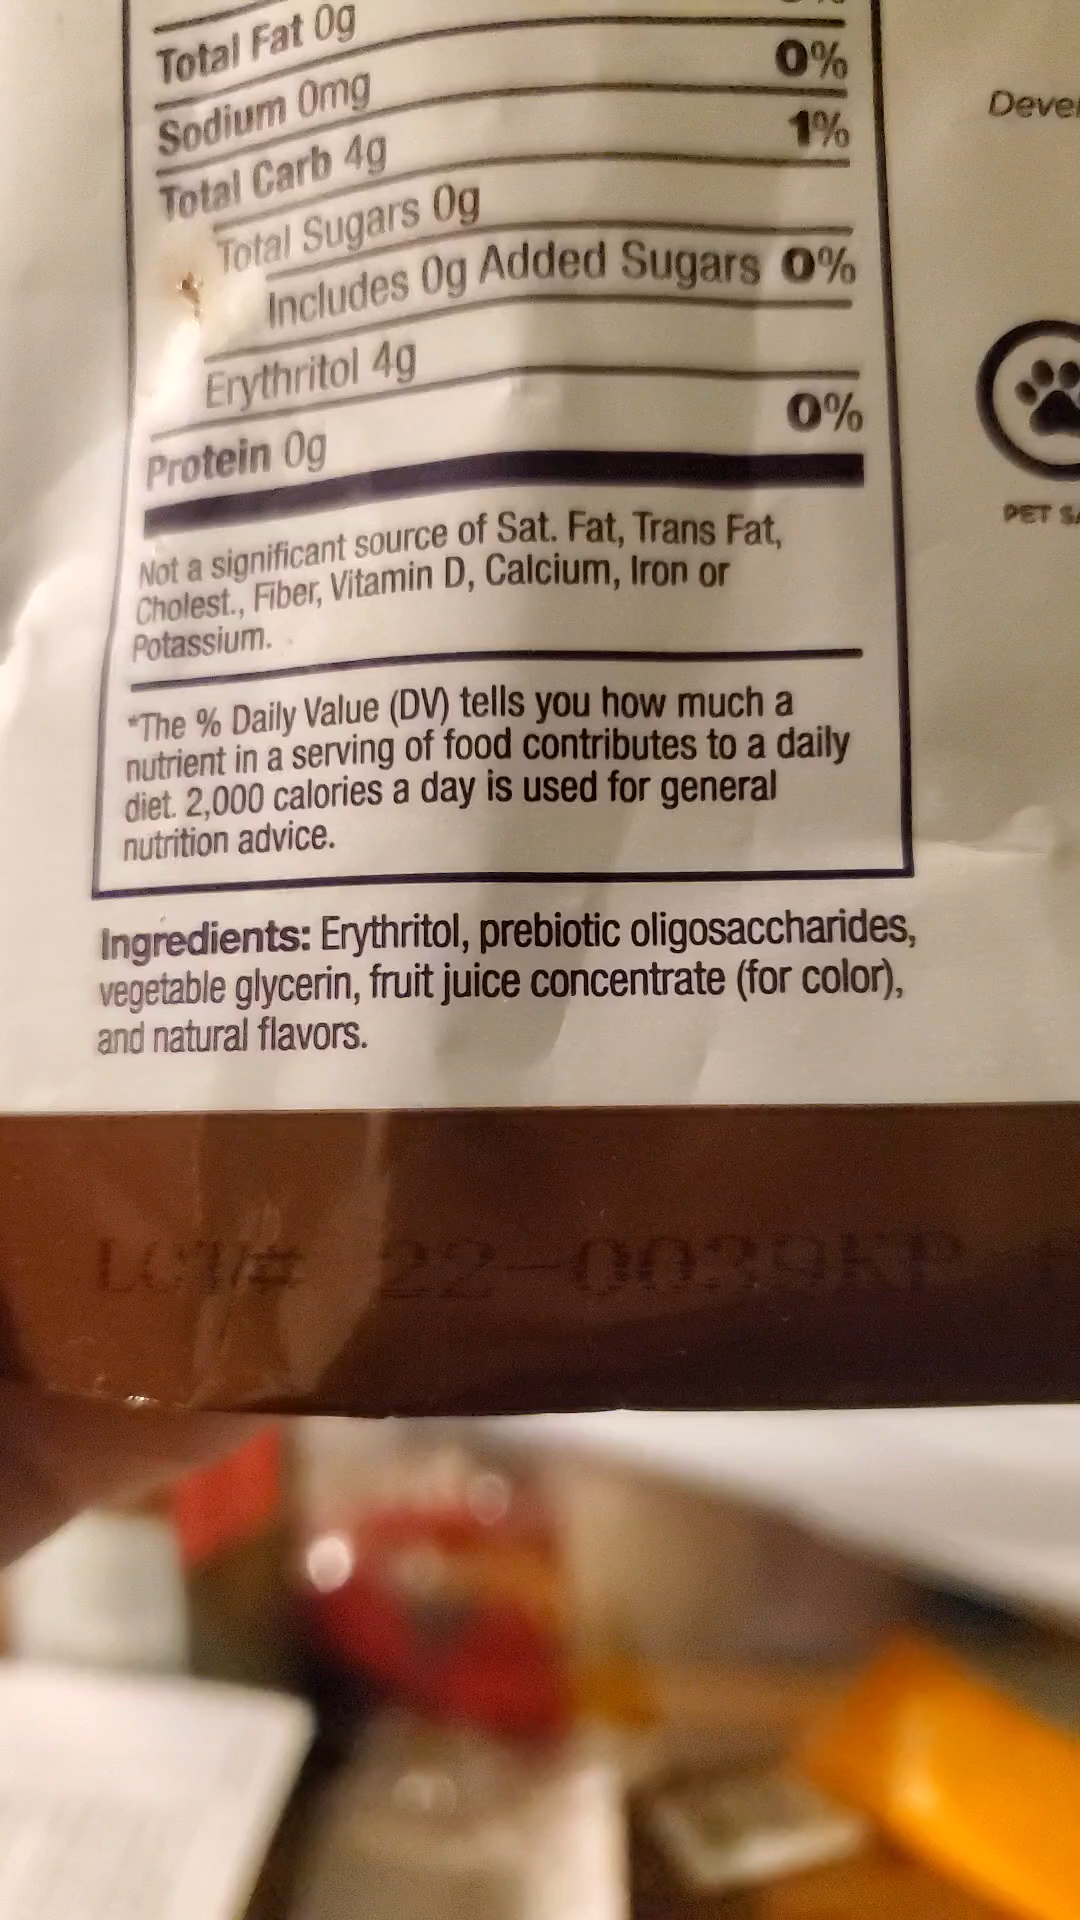 Total Fat 0g 0%
Sodium 0mg 0%
Total Carb 4g 1%
Total Sugars 0g
Includes 0g Added Sugars 0%
Erythritol 4g
Protein 0g 0%
Not a significant source of Sat. Fat, Trans Fat,
Cholest., Fiber, Vitamin D, Calcium, Iron or
Potassium.
*The % Daily Value (DV) tells you how much a
nutrient in a serving of food contributes to a daily
diet. 2,000 calories a day is used for general
nutrition advice.
Ingredients: Erythritol, prebiotic oligosaccharides,
vegetable glycerin, fruit juice concentrate (for color),
and natural flavors.
LOT# 22-0039KP
PET